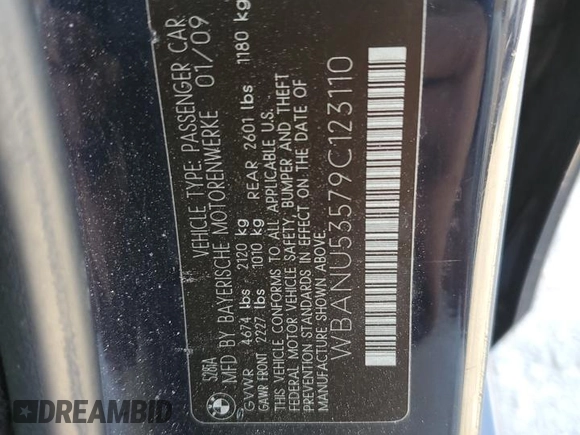 528iA
VEHICLE TYPE: PASSENGER CAR
MFD BY BAYERISCHE MOTORENWERKE 01/09
GVWR 4674 lbs 2120 kg
GAWR FRONT 2227 lbs 1010 kg REAR 2601 lbs 1180 kg
THIS VEHICLE CONFORMS TO ALL APPLICABLE U.S.
FEDERAL MOTOR VEHICLE SAFETY, BUMPER AND THEFT
PREVENTION STANDARDS IN EFFECT ON THE DATE OF
MANUFACTURE SHOWN ABOVE.
WBANU53579C123110
BMW
DREAMBID